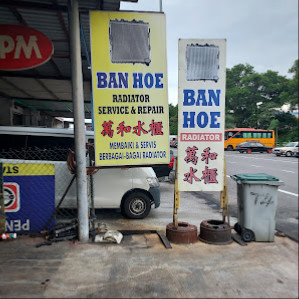 PM
BAN HOE
RADIATOR
SERVICE & REPAIR
萬和水櫃
MEMBAIKI & SERVIS
BERBAGAI-BAGAI RADIATOR
BAN
HOE
RADIATOR
萬和
水櫃
74